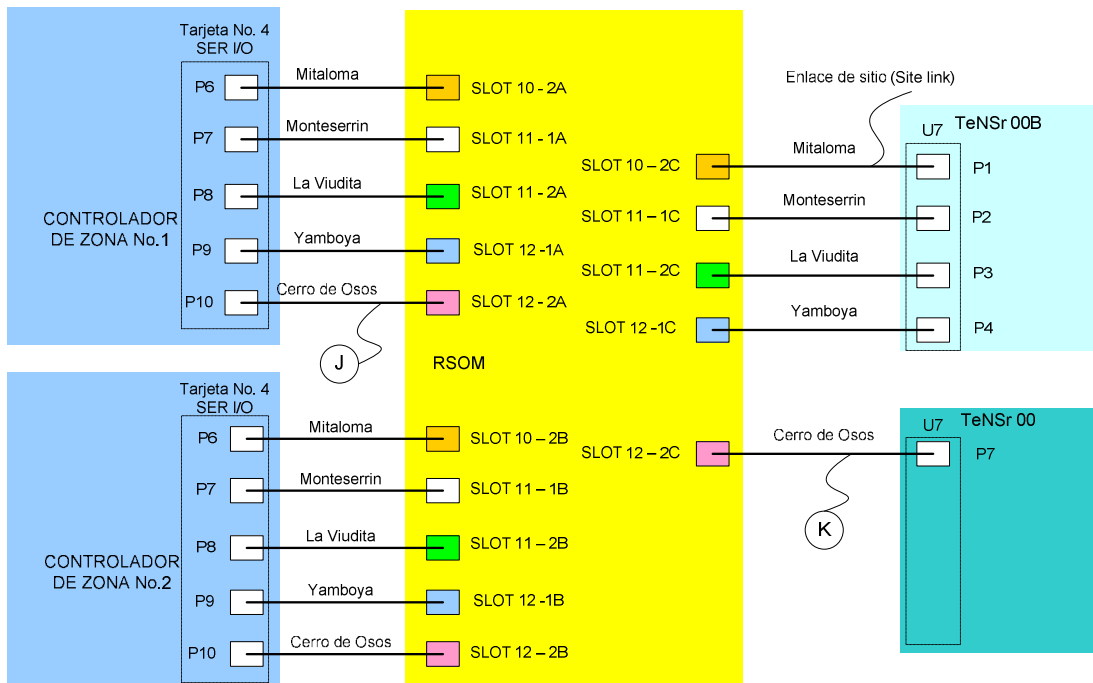 Tarjeta No. 4
SER I/O
P6
Mitaloma
SLOT 10 - 2A
P7
Monteserrin
SLOT 11 - 1A
P8
La Viudita
SLOT 11 - 2A
CONTROLADOR
DE ZONA No.1
P9
Yamboya
SLOT 12 -1A
P10
Cerro de Osos
SLOT 12 - 2A
J
RSOM
Enlace de sitio (Site link)
TeNSr 00B
U7
SLOT 10 – 2C
Mitaloma
P1
SLOT 11 – 1C
Monteserrin
P2
SLOT 11 – 2C
La Viudita
P3
SLOT 12 -1C
Yamboya
P4
Tarjeta No. 4
SER I/O
P6
Mitaloma
SLOT 10 – 2B
P7
Monteserrin
SLOT 11 – 1B
P8
La Viudita
SLOT 11 – 2B
CONTROLADOR
DE ZONA No.2
P9
Yamboya
SLOT 12 -1B
P10
Cerro de Osos
SLOT 12 – 2B
TeNSr 00
U7
SLOT 12 – 2C
Cerro de Osos
P7
K